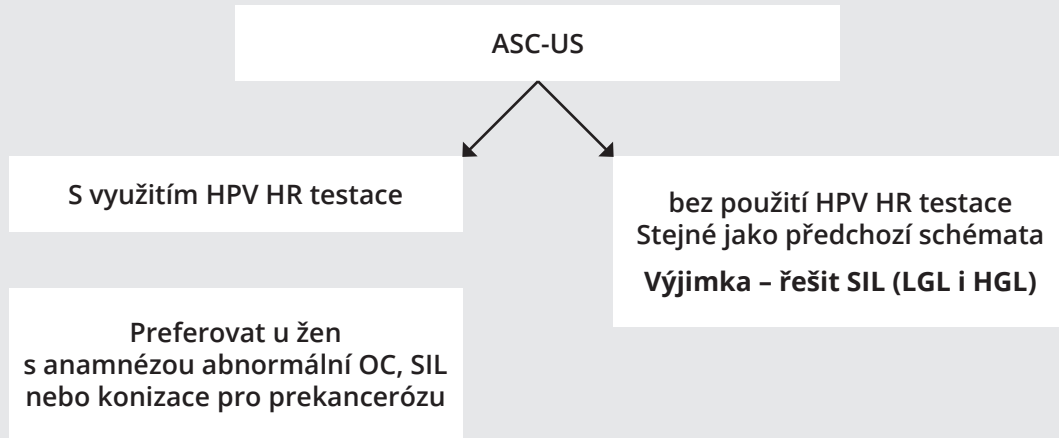 ASC-US
S využitím HPV HR testace
bez použití HPV HR testace
Stejné jako předchozí schémata
Výjimka – řešit SIL (LGL i HGL)
Preferovat u žen
s anamnézou abnormální OC, SIL
nebo konizace pro prekancerózu